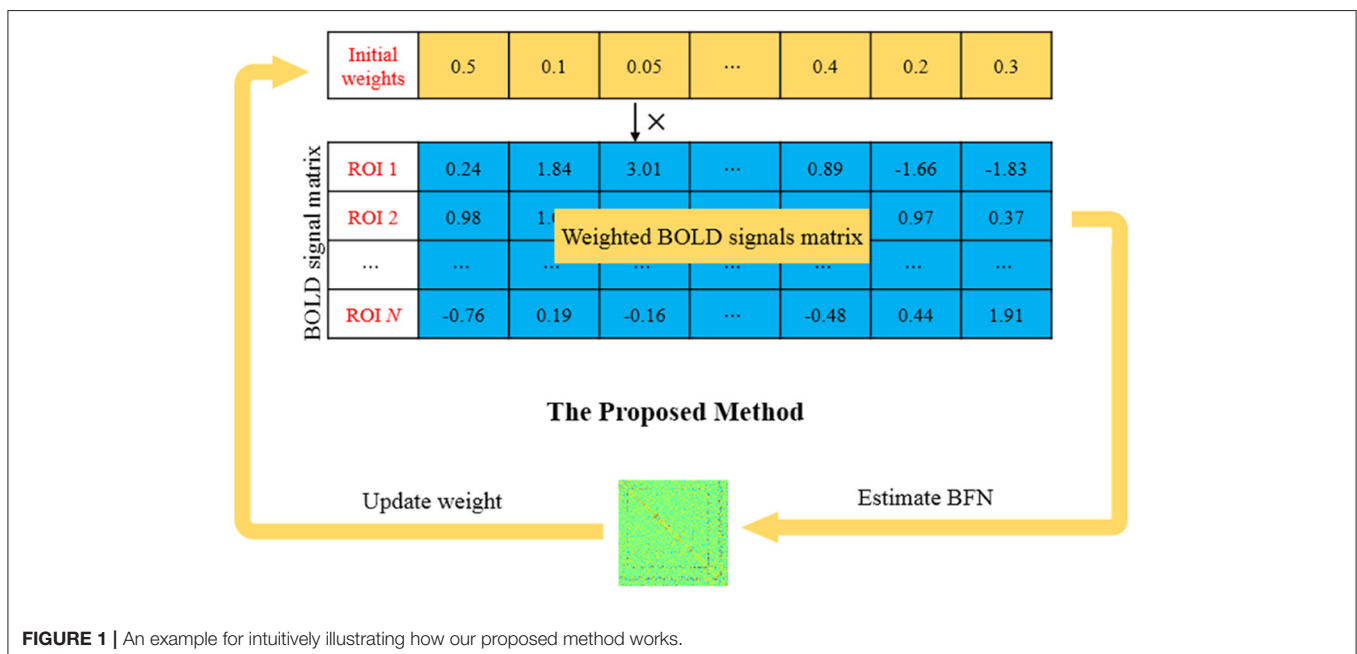 Initial weights 0.5 0.1 0.05 ... 0.4 0.2 0.3
×
BOLD signal matrix
ROI 1 0.24 1.84 3.01 ... 0.89 -1.66 -1.83
ROI 2 0.98 0.97 0.37
Weighted BOLD signals matrix
... ... ... ... ... ... ... ...
ROI N -0.76 0.19 -0.16 ... -0.48 0.44 1.91
The Proposed Method
Update weight
Estimate BFN
FIGURE 1 | An example for intuitively illustrating how our proposed method works.